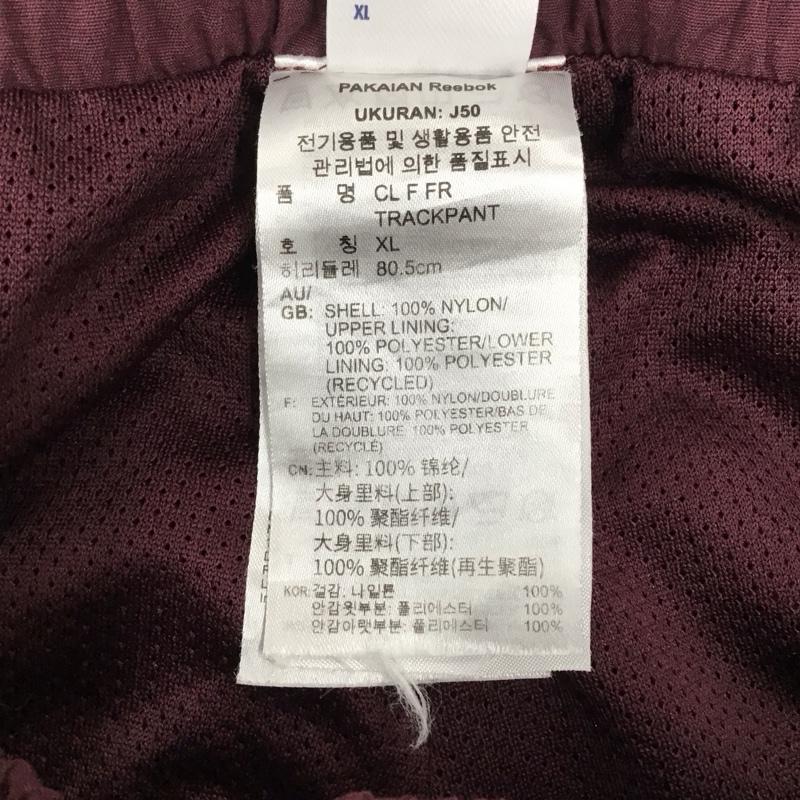 XL
PAKAIAN Reebok
UKURAN: J50
전기용품 및 생활용품 안전
관리법에 의한 품질표시
품 명 CL F FR
TRACKPANT
호 칭 XL
허리둘레 80.5cm
AU/
GB: SHELL: 100% NYLON/
UPPER LINING:
100% POLYESTER/LOWER
LINING: 100% POLYESTER
(RECYCLED)
F: EXTÉRIEUR: 100% NYLON/DOUBLURE
DU HAUT: 100% POLYESTER/BAS DE
LA DOUBLURE: 100% POLYESTER
(RECYCLÉ)
CN: 主料: 100% 锦纶/
大身里料(上部):
100% 聚酯纤维/
大身里料(下部):
100% 聚酯纤维(再生聚酯)
KOR: 겉감: 나일론 100%
안감윗부분: 폴리에스터 100%
안감아랫부분: 폴리에스터 100%